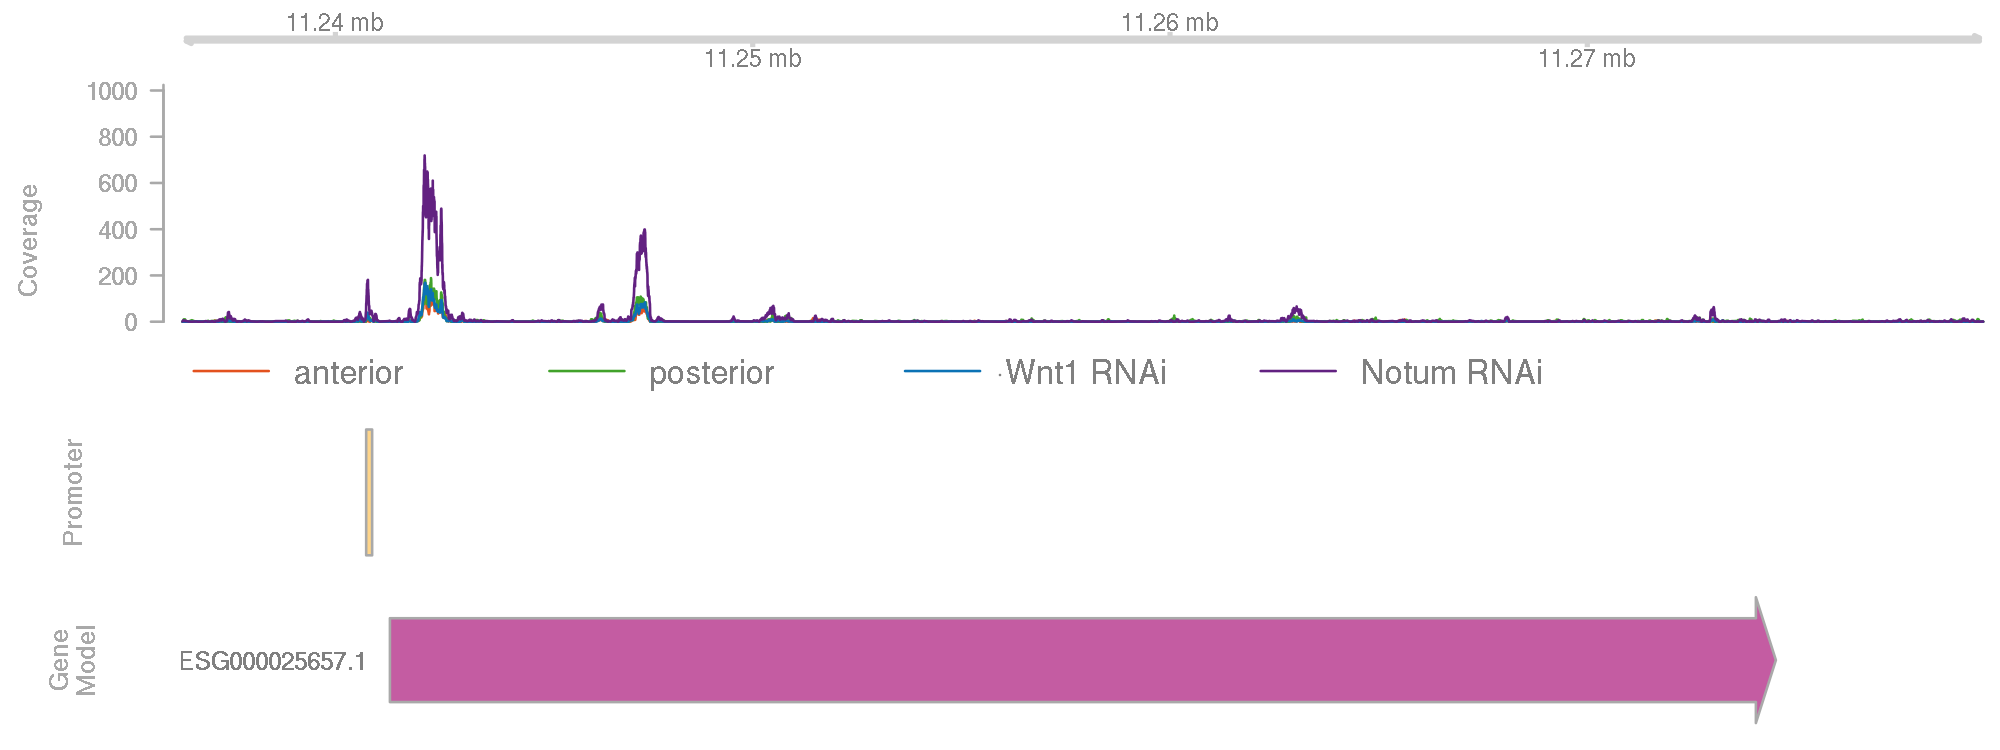 11.24 mb
11.26 mb
11.25 mb
11.27 mb
1000
800
600
400
200
0
Coverage
anterior posterior Wnt1 RNAi Notum RNAi
Promoter
Gene
Model
ESG000025657.1